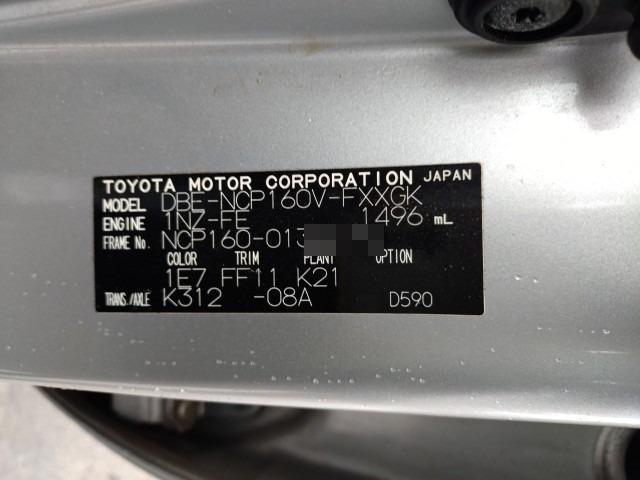 TOYOTA MOTOR CORPORATION JAPAN
MODEL DBE-NCP160V-FXXGK
ENGINE 1NZ-FE 1496 mL
FRAME No. NCP160-013
COLOR TRIM PLANT OPTION
1E7 FF11 K21
TRANS./AXLE K312 -08A D590